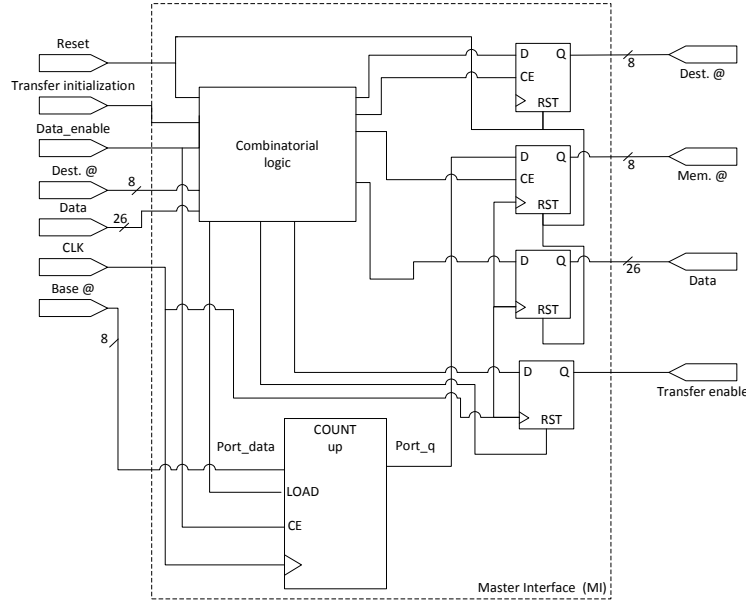 Reset
Transfer initialization
Data_enable
Dest. @
8
Data
26
CLK
Base @
8
Combinatorial
logic
D Q
CE
RST
8
Dest. @
D Q
CE
RST
8
Mem. @
D Q
RST
26
Data
D Q
RST
Transfer enable
COUNT
up
Port_data
Port_q
LOAD
CE
Master Interface (MI)